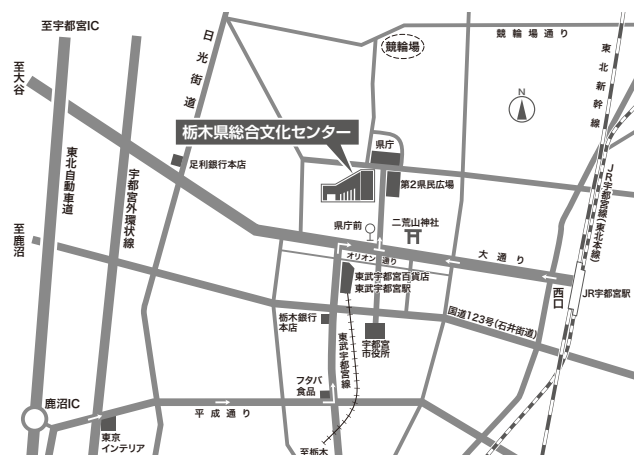 至宇都宮IC
至大谷
日光街道
競輪場
競輪場通り
東北新幹線
N
栃木県総合文化センター
県庁
足利銀行本店
第2県民広場
東北自動車道
宇都宮外環状線
JR宇都宮線(東北本線)
至鹿沼
県庁前
二荒山神社
大通り
オリオン通り
東武宇都宮百貨店
東武宇都宮駅
西口
JR宇都宮駅
栃木銀行
本店
国道123号(石井街道)
東武宇都宮線
宇都宮
市役所
フタバ
食品
鹿沼IC
平成通り
東京
インテリア
至栃木